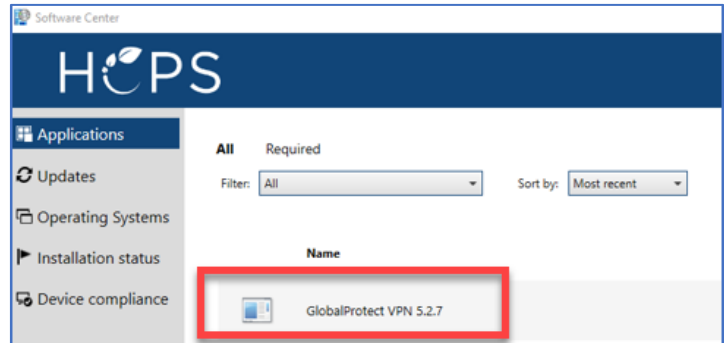 Software Center
HCPS
Applications
Updates
Operating Systems
Installation status
Device compliance
All Required
Filter: All Sort by: Most recent
Name
GlobalProtect VPN 5.2.7